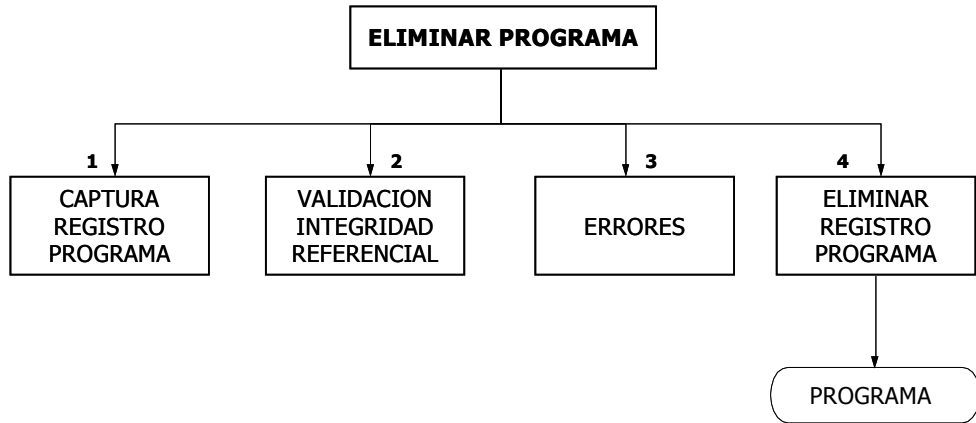 ELIMINAR PROGRAMA
1
CAPTURA
REGISTRO
PROGRAMA
2
VALIDACION
INTEGRIDAD
REFERENCIAL
3
ERRORES
4
ELIMINAR
REGISTRO
PROGRAMA
PROGRAMA